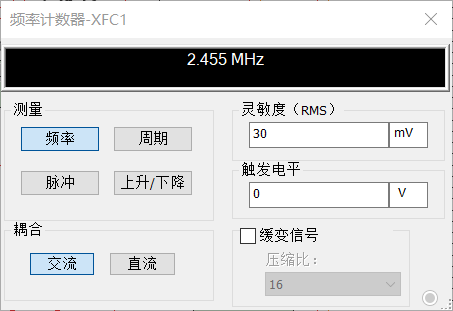 频率计数器-XFC1
2.455 MHz
测量
频率
周期
脉冲
上升/下降
耦合
交流
直流
灵敏度（RMS）
30
mV
触发电平
0
V
缓变信号
压缩比：
16